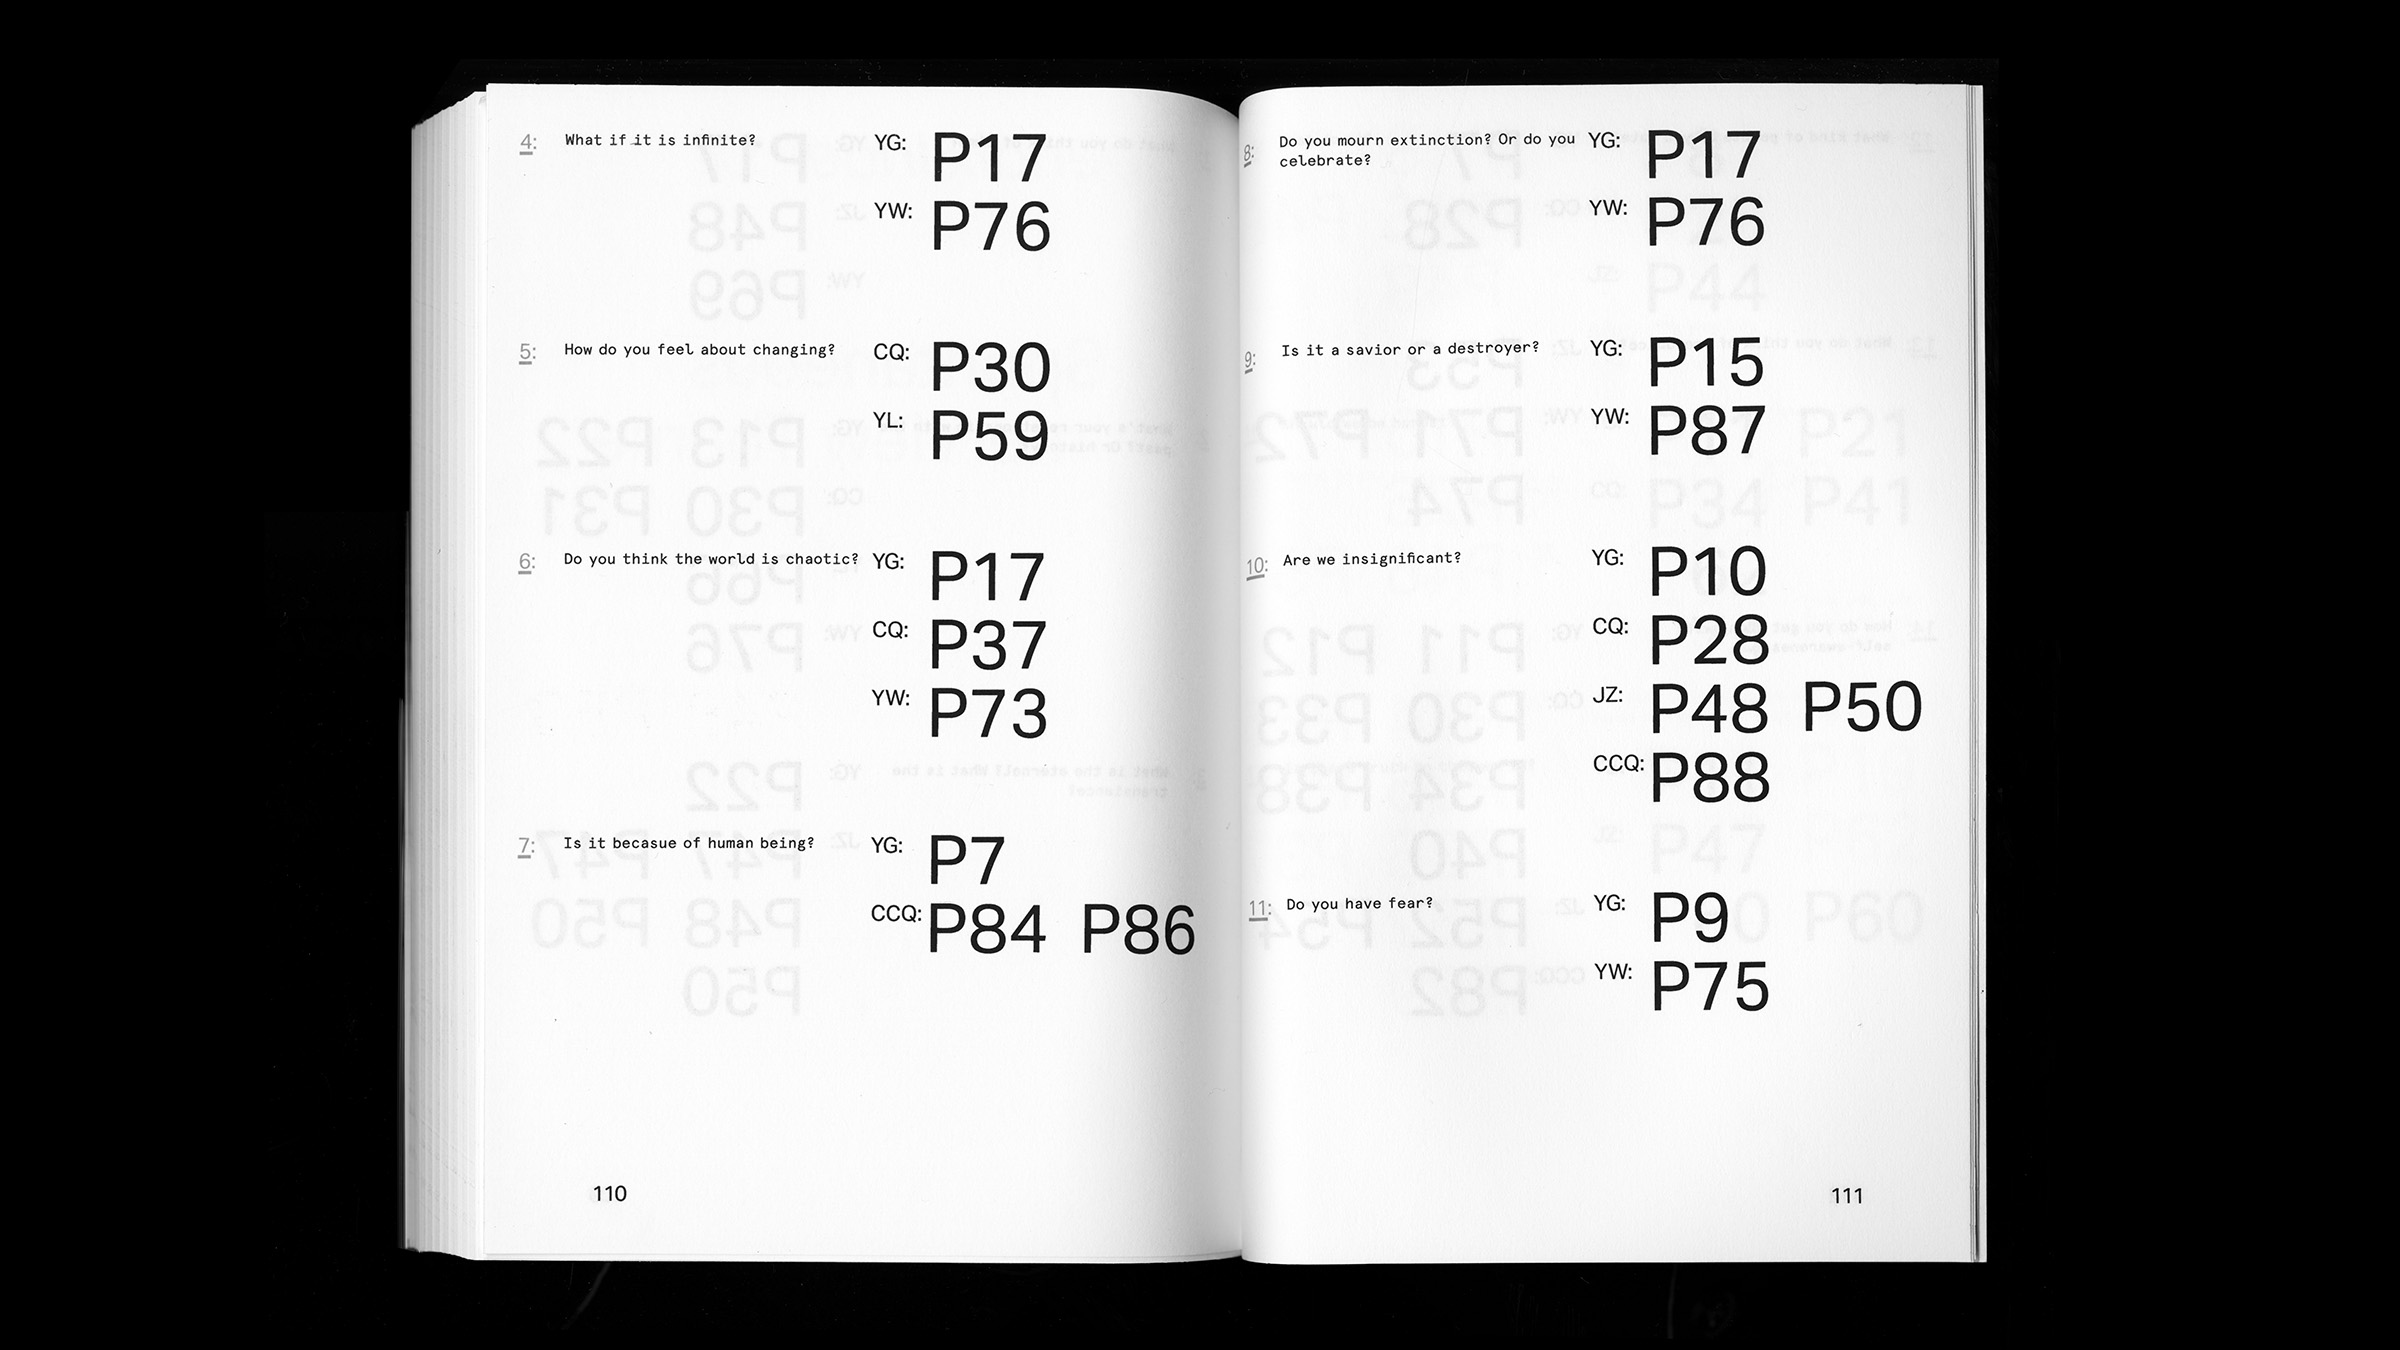 4: What if it is infinite? YG: P17
YW: P76
5: How do you feel about changing? CQ: P30
YL: P59
6: Do you think the world is chaotic? YG: P17
CQ: P37
YW: P73
7: Is it becasue of human being? YG: P7
CCQ: P84 P86
110
8: Do you mourn extinction? Or do you YG: P17
celebrate?
YW: P76
9: Is it a savior or a destroyer? YG: P15
YW: P87
10: Are we insignificant? YG: P10
CQ: P28
JZ: P48 P50
CCQ: P88
11: Do you have fear? YG: P9
YW: P75
111